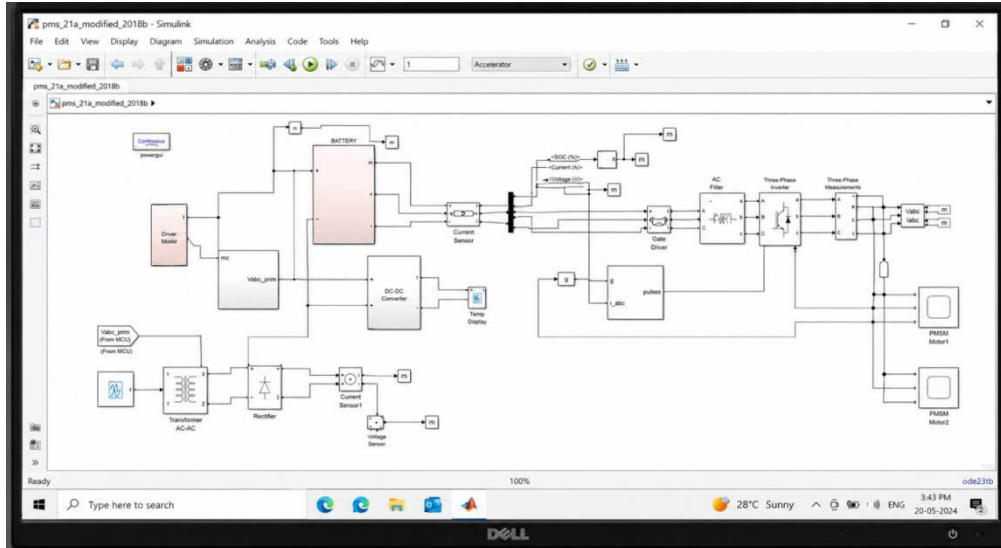 pms_21a_modified_2018b - Simulink
File Edit View Display Diagram Simulation Analysis Code Tools Help
1
Accelerator
pms_21a_modified_2018b
pms_21a_modified_2018b
Continuous
powergui
BATTERY
m
+
-
Driver
Model
mc
Vabc_prim
DC-DC
Converter
Temp
Display
Current
Sensor
<SOC (%)>
<Current (A)>
<Voltage (V)>
m
m
m
Gate
Driver
AC
Filter
A a
B b
C c
Three-Phase
Inverter
A
B
C
Three-Phase
Measurements
A a
B b
C c
Vabc
Iabc
m
m
g
g
i_abc
pulses
PMSM
Motor1
PMSM
Motor2
Vabc_prim
(From MCU)
(From MCU)
Transformer
AC-AC
Rectifier
Current
Sensor1
m
Voltage
Sensor
m
Ready
100%
ode23tb
Type here to search
28°C Sunny
ENG
3:43 PM
20-05-2024
2
DELL